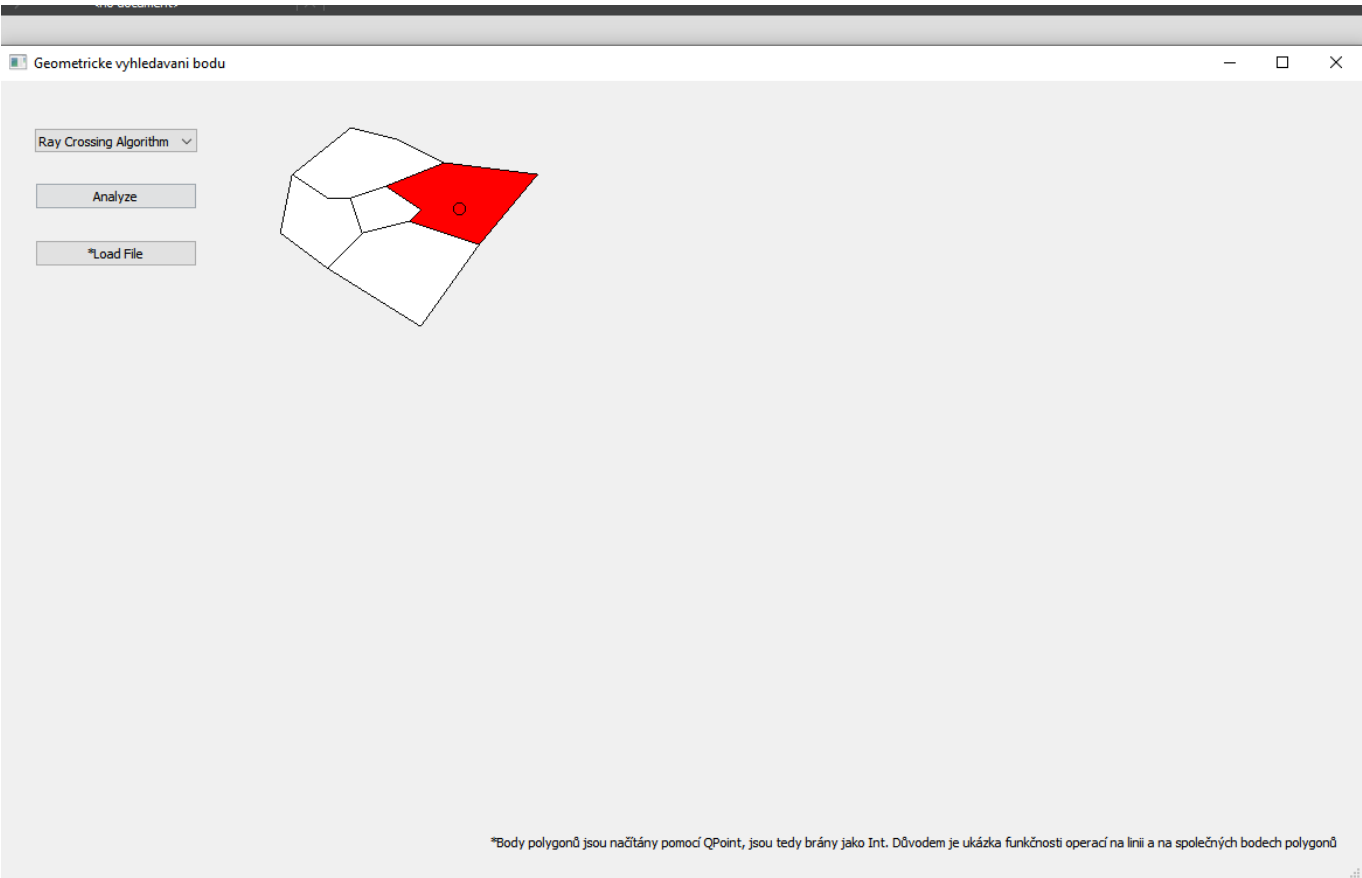 Geometricke vyhledavani bodu
Ray Crossing Algorithm
Analyze
*Load File
*Body polygonů jsou načítány pomocí QPoint, jsou tedy brány jako Int. Důvodem je ukázka funkčnosti operací na linii a na společných bodech polygonů